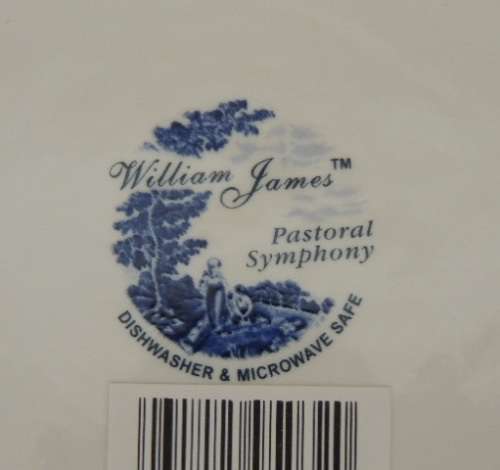 William James™
Pastoral
Symphony
DISHWASHER & MICROWAVE SAFE